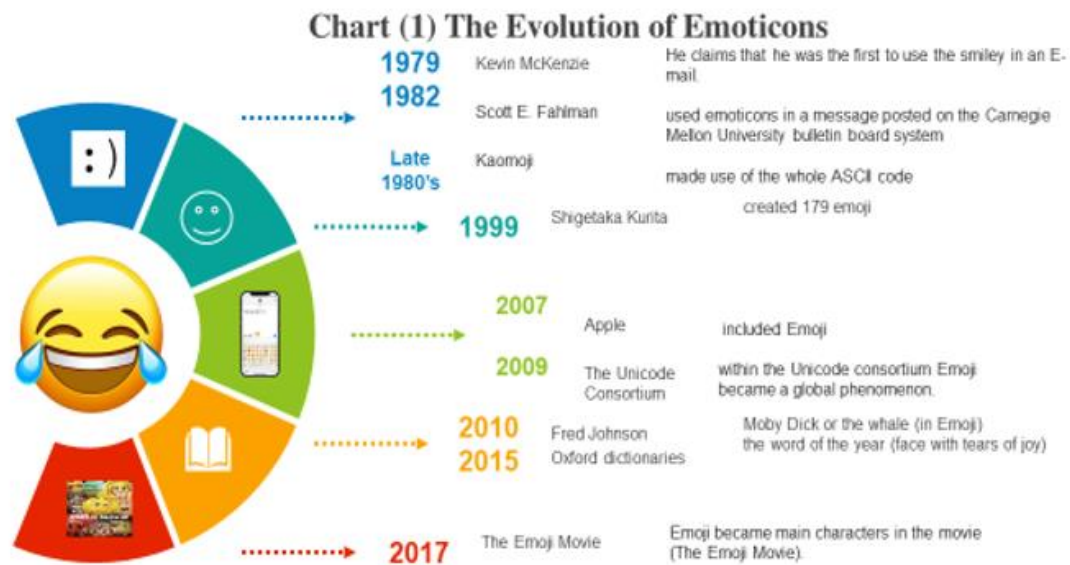 Chart (1) The Evolution of Emoticons
1979
Kevin McKenzie
He claims that he was the first to use the smiley in an E-
mail.
1982
Scott E. Fahlman
used emoticons in a message posted on the Carnegie
Mellon University bulletin board system
Late
1980's
Kaomoji
made use of the whole ASCII code
1999
Shigetaka Kurita
created 179 emoji
2007
Apple
included Emoji
2009
The Unicode
Consortium
within the Unicode consortium Emoji
became a global phenomenon.
2010
Fred Johnson
Moby Dick or the whale (in Emoji)
2015
Oxford dictionaries
the word of the year (face with tears of joy)
2017
The Emoji Movie
Emoji became main characters in the movie
(The Emoji Movie).
:)